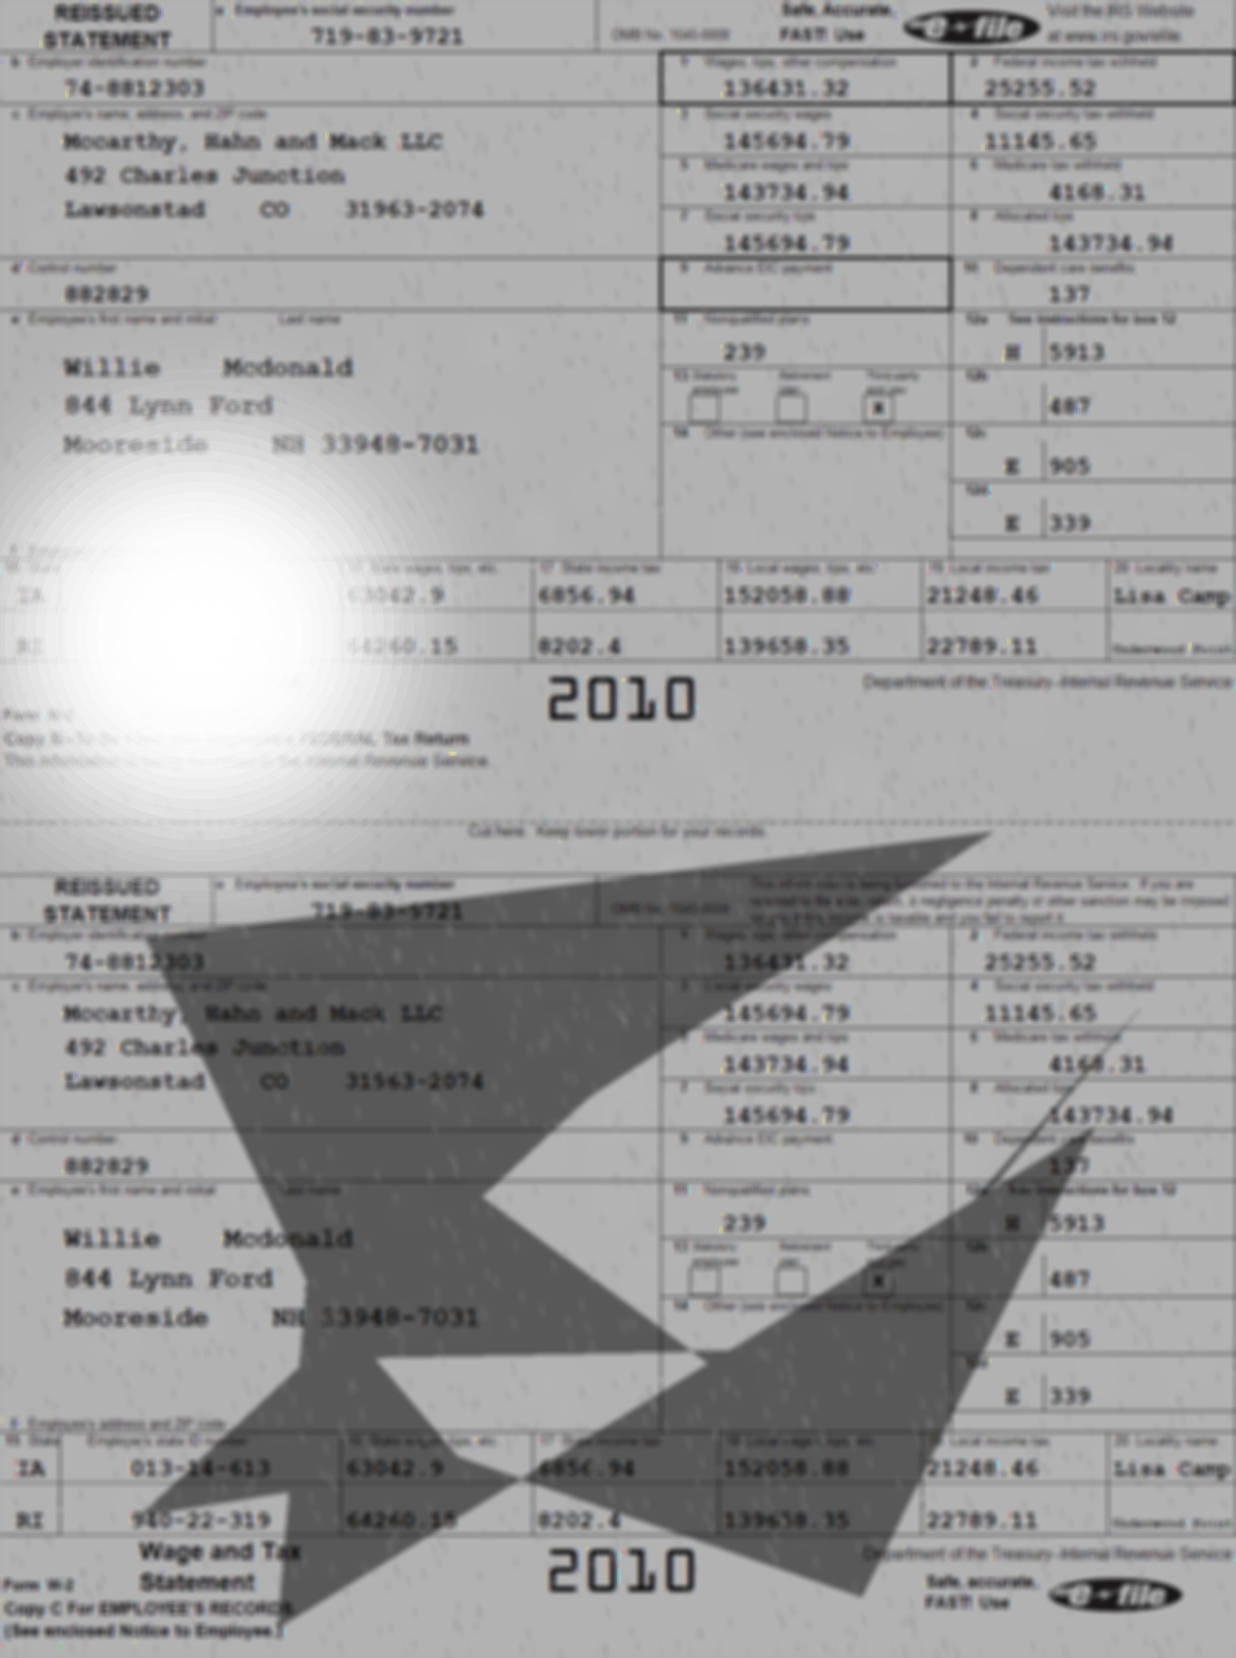 REISSUED STATEMENT
a Employee's social security number
719-83-9721
OMB No. 1545-0008
Safe, Accurate, FAST! Use
e-file
Visit the IRS Website at www.irs.gov/efile
b Employer identification number
74-8812303
1 Wages, tips, other compensation
136431.32
2 Federal income tax withheld
25255.52
c Employer's name, address, and ZIP code
Mccarthy, Hahn and Mack LLC
492 Charles Junction
Lawsonstad CO 31963-2074
3 Social security wages
145694.79
4 Social security tax withheld
11145.65
5 Medicare wages and tips
143734.94
6 Medicare tax withheld
4168.31
7 Social security tips
145694.79
8 Allocated tips
143734.94
d Control number
882829
9 Advance EIC payment
10 Dependent care benefits
137
e Employee's first name and initial Last name
Willie Mcdonald
844 Lynn Ford
Mooreside NH 33948-7031
11 Nonqualified plans
239
12a See instructions for box 12
H 5913
13 Statutory employee Retirement plan Third-party sick pay
X
12b
487
14 Other (see enclosed Notice to Employee)
12c
E 905
12d
E 339
16 State wages, tips, etc. 17 State income tax 18 Local wages, tips, etc. 19 Local income tax 20 Locality name
IA 63042.9 6856.94 152058.88 21248.46 Lisa Camp
RI 64260.15 8202.4 139658.35 22789.11
2010
Department of the Treasury-Internal Revenue Service
Form W-2
Copy B FEDERAL Tax Return
This information is being furnished to the Internal Revenue Service.
Cut here. Keep lower portion for your records.
REISSUED STATEMENT
a Employee's social security number
719-83-9721
OMB No. 1545-0008
This information is being furnished to the Internal Revenue Service. If you are
required to file a tax return, a negligence penalty or other sanction may be imposed
on you if this income is taxable and you fail to report it.
b Employer identification number
74-8812303
1 Wages, tips, other compensation
136431.32
2 Federal income tax withheld
25255.52
c Employer's name, address, and ZIP code
Mccarthy, Hahn and Mack LLC
492 Charles Junction
Lawsonstad CO 31563-2074
3 Social security wages
145694.79
4 Social security tax withheld
11145.65
5 Medicare wages and tips
143734.94
6 Medicare tax withheld
4168.31
7 Social security tips
145694.79
8 Allocated tips
143734.94
d Control number
882829
9 Advance EIC payment
10 Dependent care benefits
137
e Employee's first name and initial Last name
Willie Mcdonald
844 Lynn Ford
Mooreside NH 33948-7031
11 Nonqualified plans
239
12a See instructions for box 12
H 5913
13 Statutory employee Retirement plan Third-party sick pay
X
12b
487
14 Other (see enclosed Notice to Employee)
12c
E 905
12d
E 339
f Employee's address and ZIP code
15 State Employer's state ID number 16 State wages, tips, etc. 17 State income tax 18 Local wages, tips, etc. 19 Local income tax 20 Locality name
IA 013-14-613 63042.9 6856.94 152058.88 21248.46 Lisa Camp
RI 940-22-319 64260.15 8202.4 139658.35 22789.11
Wage and Tax Statement
2010
Department of the Treasury-Internal Revenue Service
Form W-2
Copy C For EMPLOYEE'S RECORDS
(See enclosed Notice to Employee.)
Safe, accurate, FAST! Use
e-file